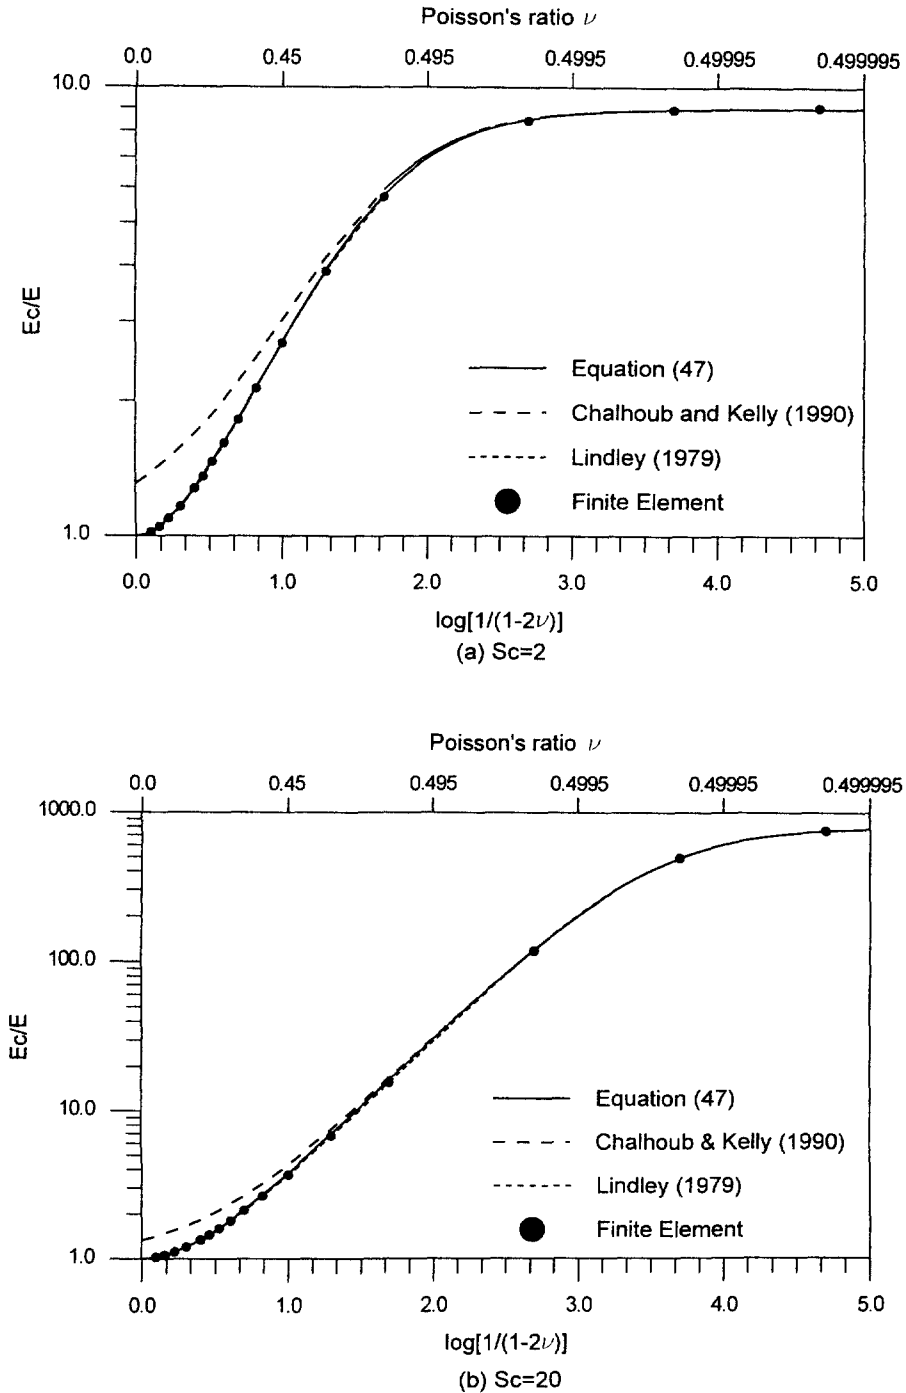 Poisson's ratio ν
0.0 0.45 0.495 0.4995 0.49995 0.499995
10.0
Ec/E
Equation (47)
Chalhoub and Kelly (1990)
Lindley (1979)
Finite Element
1.0
0.0 1.0 2.0 3.0 4.0 5.0
log[1/(1-2ν)]
(a) Sc=2
Poisson's ratio ν
0.0 0.45 0.495 0.4995 0.49995 0.499995
1000.0
100.0
Ec/E
10.0
Equation (47)
Chalhoub & Kelly (1990)
Lindley (1979)
Finite Element
1.0
0.0 1.0 2.0 3.0 4.0 5.0
log[1/(1-2ν)]
(b) Sc=20